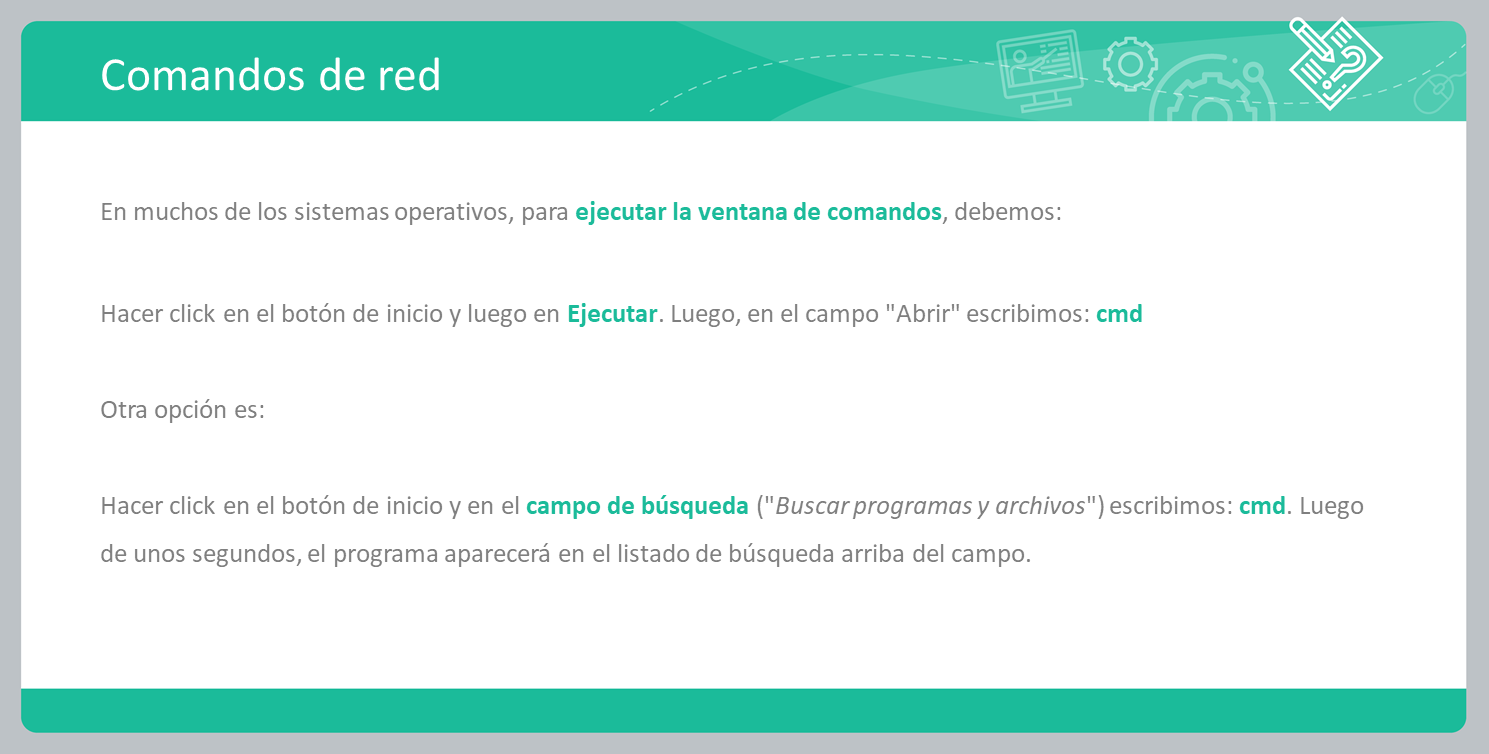 Comandos de red
En muchos de los sistemas operativos, para ejecutar la ventana de comandos, debemos:
Hacer click en el botón de inicio y luego en Ejecutar. Luego, en el campo "Abrir" escribimos: cmd
Otra opción es:
Hacer click en el botón de inicio y en el campo de búsqueda ("Buscar programas y archivos") escribimos: cmd. Luego
de unos segundos, el programa aparecerá en el listado de búsqueda arriba del campo.